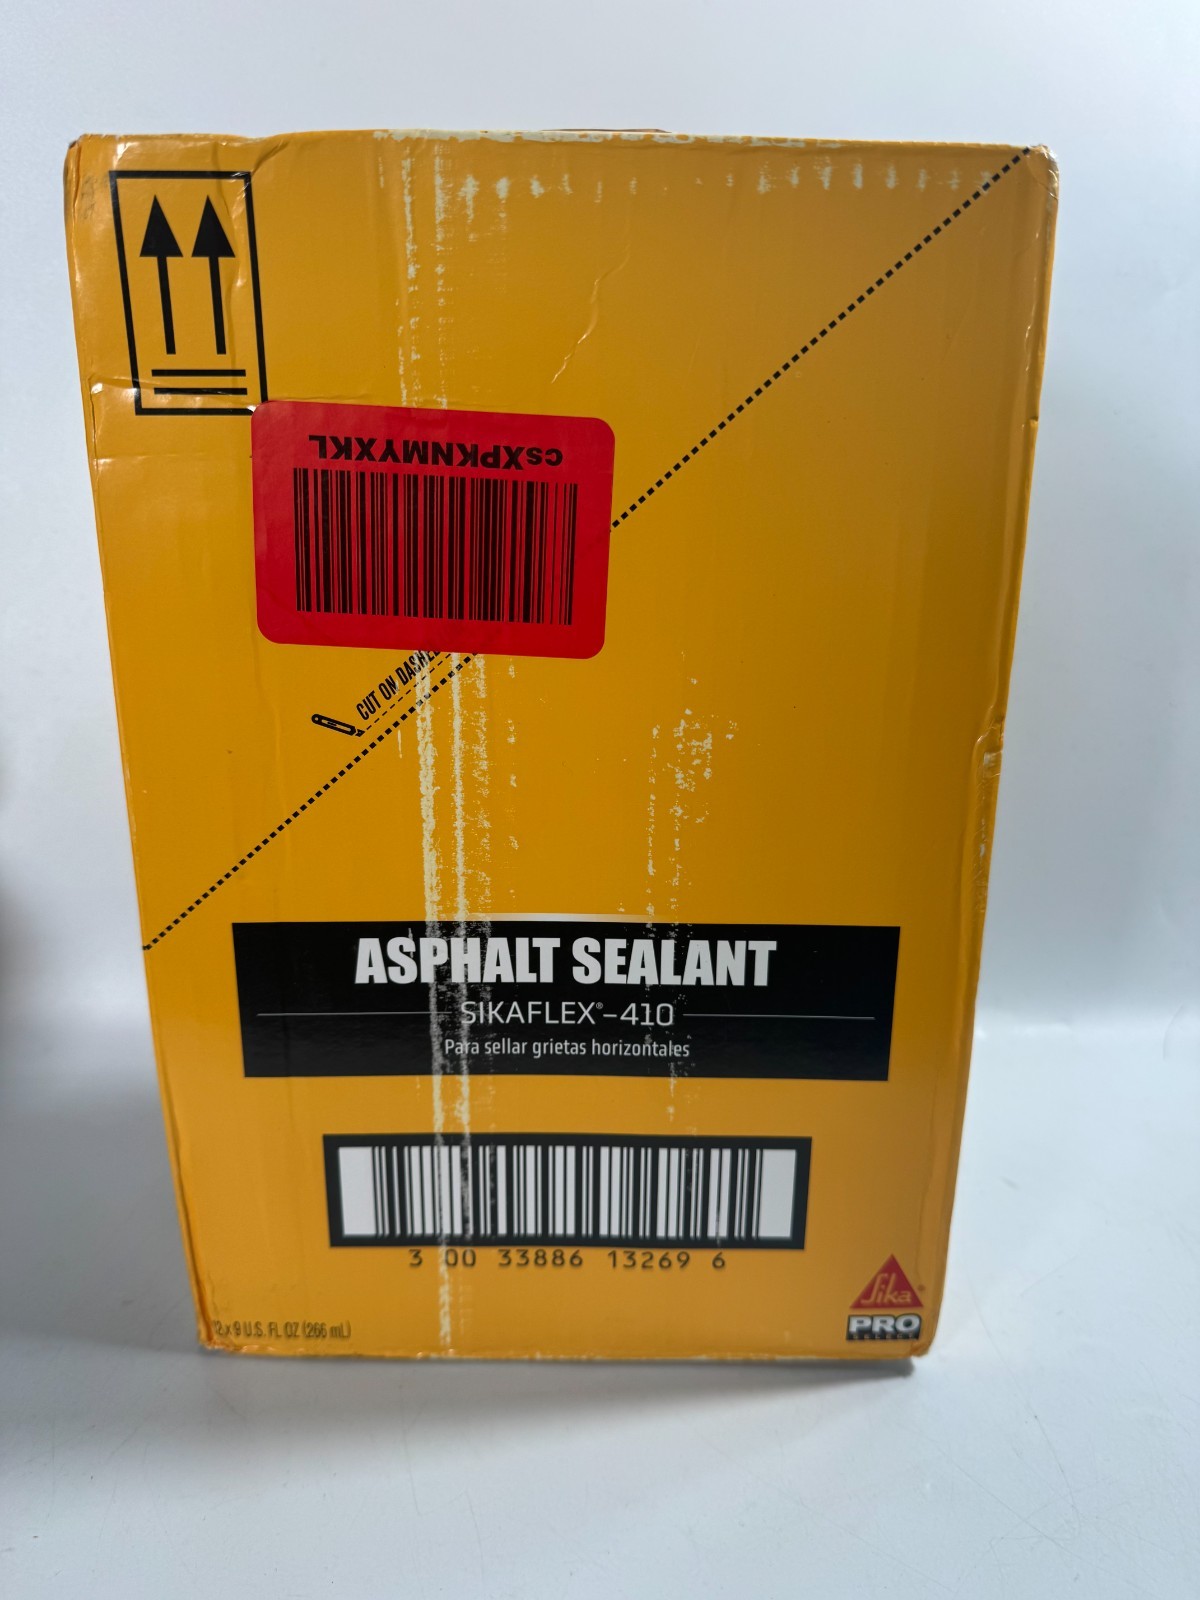 csXPKNMYXKL
CUT ON DASHED
ASPHALT SEALANT
SIKAFLEX®-410
Para sellar grietas horizontales
3 00 33886 13269 6
12 x 9 U.S. FL OZ (266 mL)
Sika
PRO